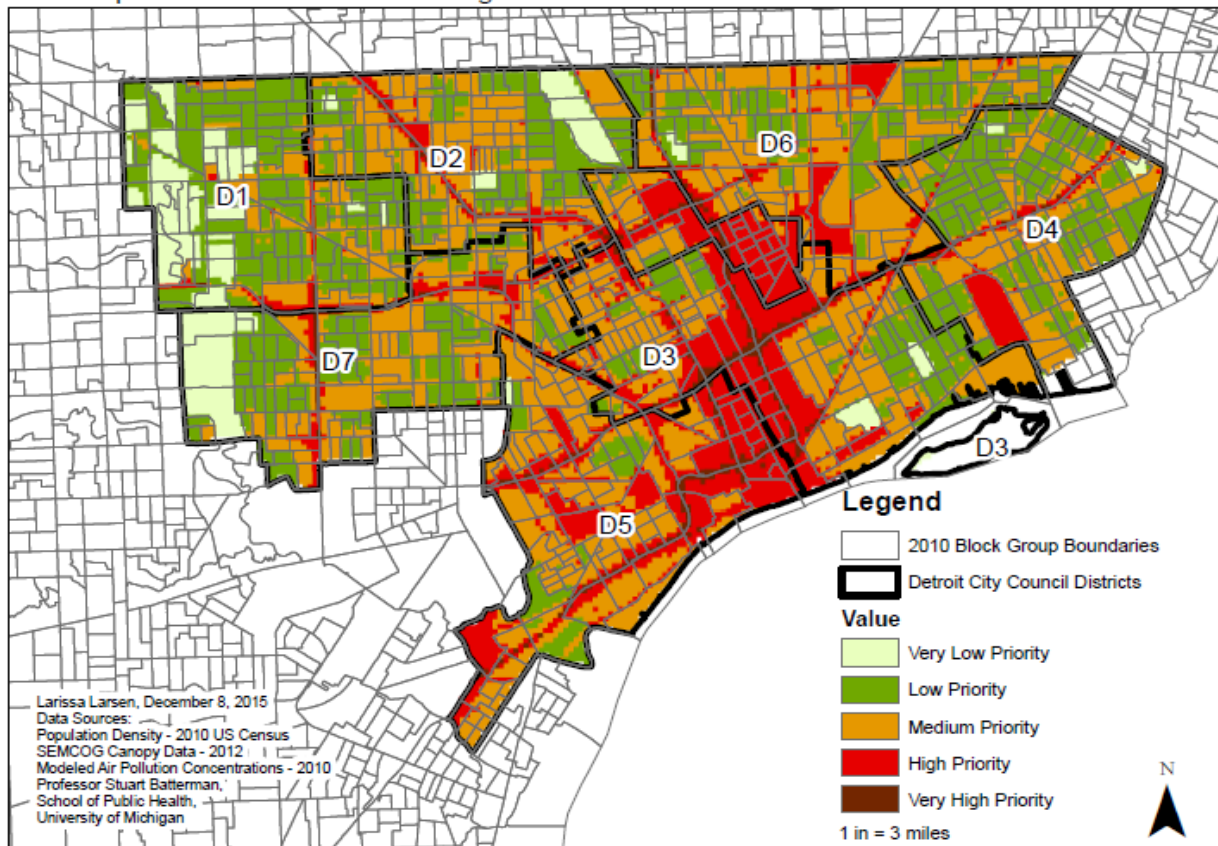 D1
D2
D6
D4
D7
D3
D3
D5
Legend
2010 Block Group Boundaries
Detroit City Council Districts
Value
Very Low Priority
Low Priority
Medium Priority
High Priority
Very High Priority
1 in = 3 miles
N
Larissa Larsen, December 8, 2015
Data Sources:
Population Density - 2010 US Census
SEMCOG Canopy Data - 2012
Modeled Air Pollution Concentrations - 2010
Professor Stuart Batterman,
School of Public Health,
University of Michigan